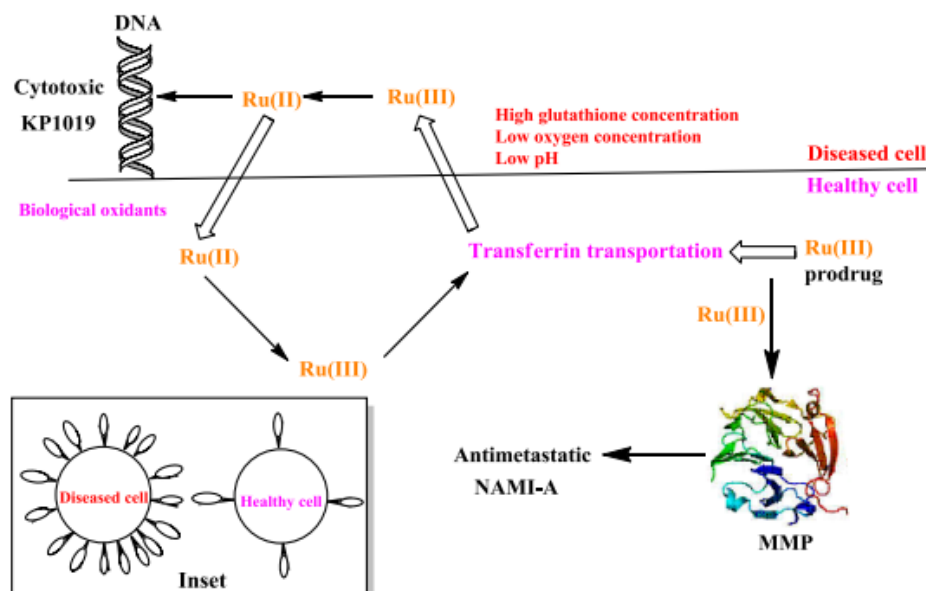 DNA
Cytotoxic
KP1019
Ru(II)
Ru(III)
High glutathione concentration
Low oxygen concentration
Low pH
Diseased cell
Healthy cell
Biological oxidants
Ru(II)
Transferrin transportation
Ru(III)
prodrug
Ru(III)
Ru(III)
Antimetastatic
NAMI-A
MMP
Diseased cell
Healthy cell
Inset